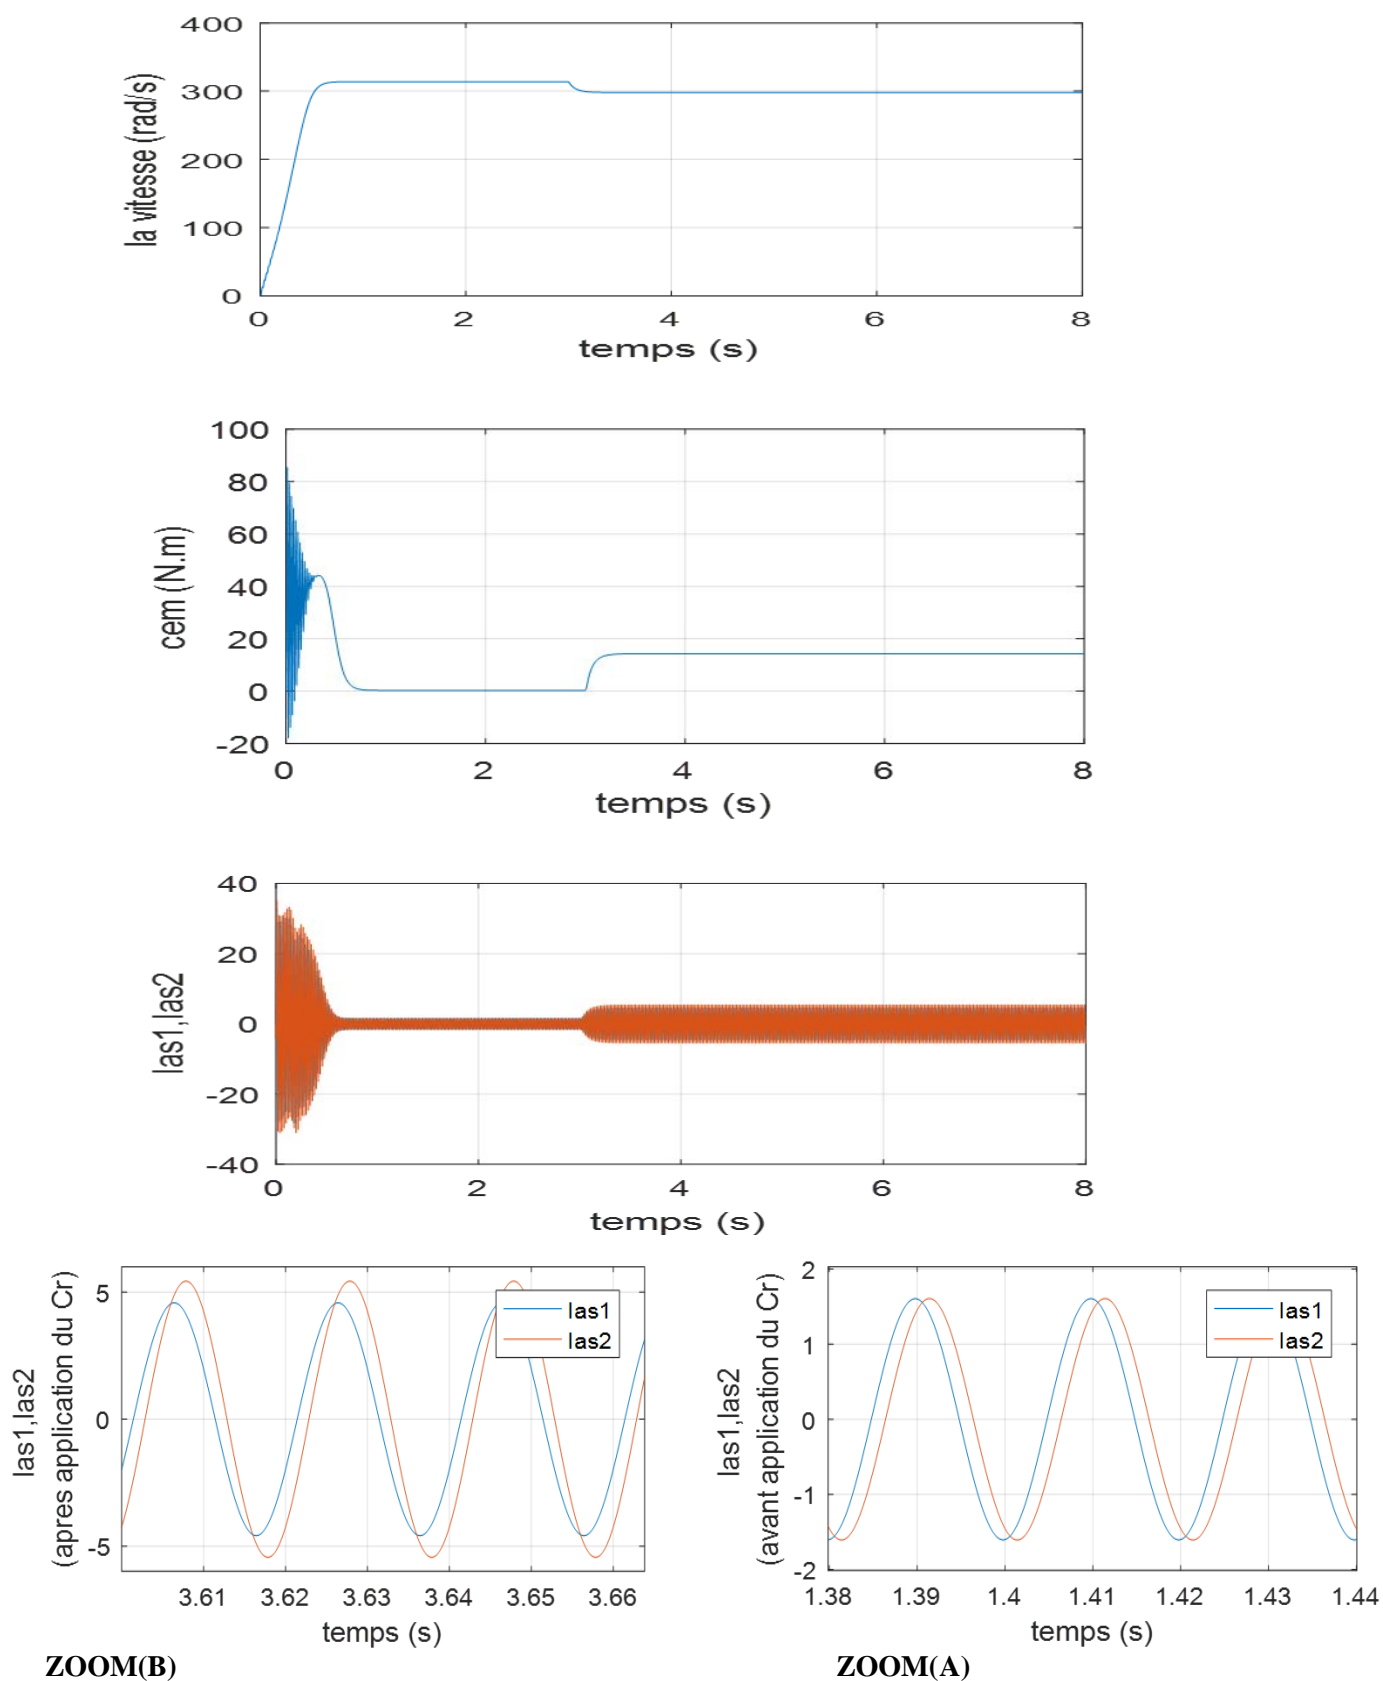 la vitesse (rad/s)
400
300
200
100
0
0 2 4 6 8
temps (s)
cem (N.m)
100
80
60
40
20
0
-20
0 2 4 6 8
temps (s)
Ias1,Ias2
40
20
0
-20
-40
0 2 4 6 8
temps (s)
Ias1,Ias2
(apres application du Cr)
5
0
-5
Ias1
Ias2
3.61 3.62 3.63 3.64 3.65 3.66
temps (s)
ZOOM(B)
Ias1,Ias2
(avant application du Cr)
2
1
0
-1
-2
Ias1
Ias2
1.38 1.39 1.4 1.41 1.42 1.43 1.44
temps (s)
ZOOM(A)